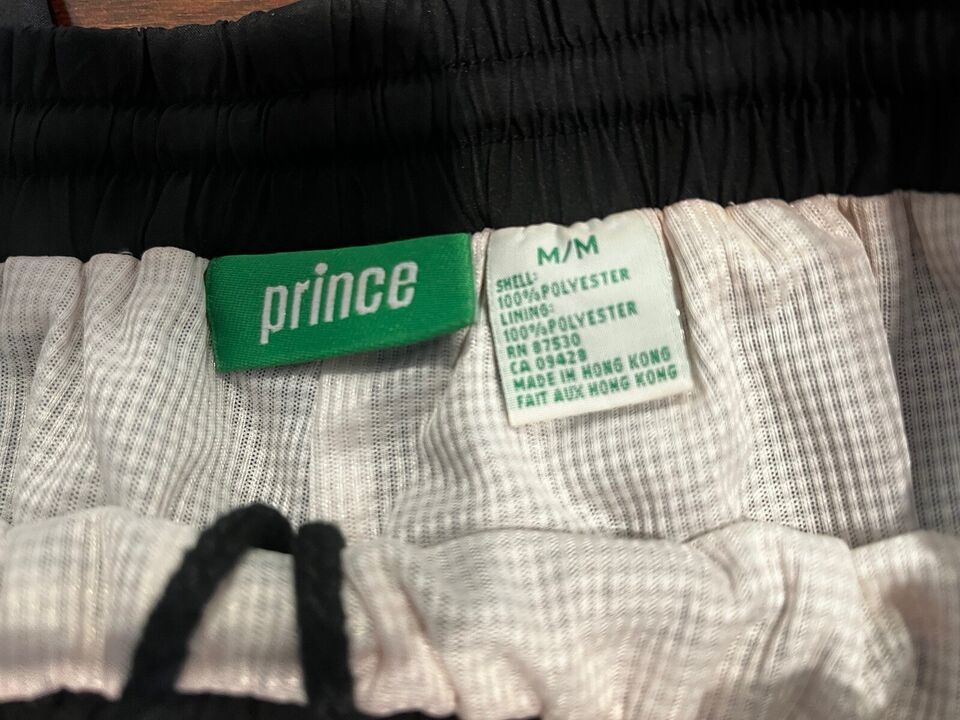 prince
M/M
SHELL:
100%POLYESTER
LINING:
100%POLYESTER
RN 87530
CA 09428
MADE IN HONG KONG
FAIT AUX HONG KONG